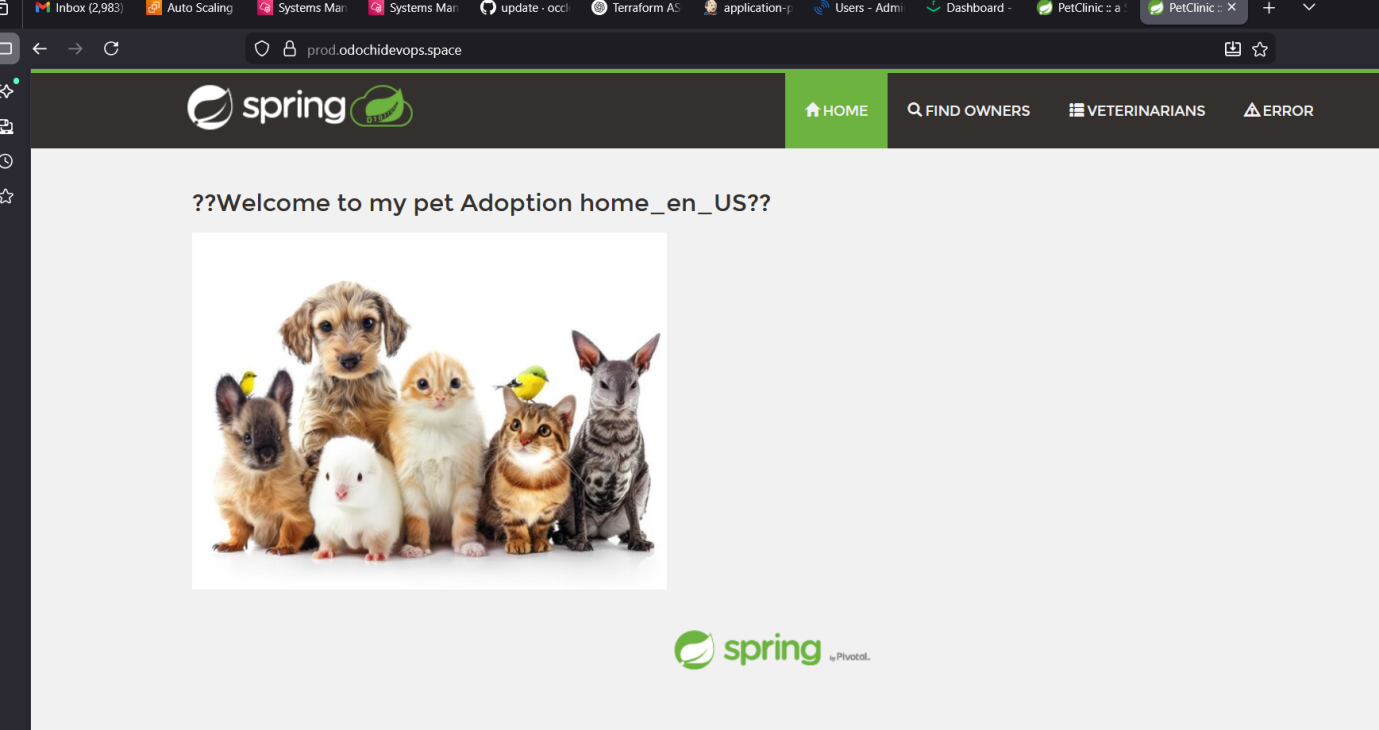 Inbox (2,983)
Auto Scaling
Systems Man
Systems Man
update · occl
Terraform AS
application-p
Users - Admi
Dashboard -
PetClinic :: a S
PetClinic ::
prod.odochidevops.space
spring
HOME
FIND OWNERS
VETERINARIANS
ERROR
??Welcome to my pet Adoption home_en_US??
spring by Pivotal.